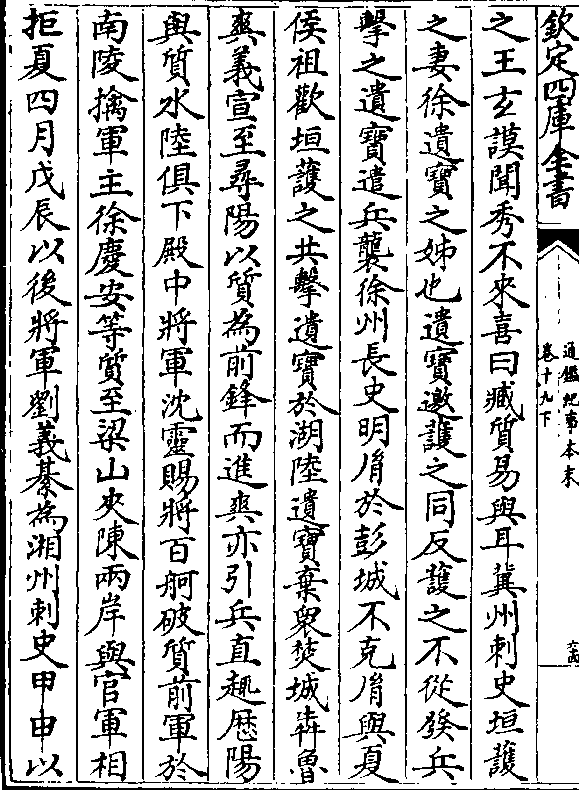 欽定四庫全書
通鑑紀事本末
卷十九下
之王玄謨聞秀不來喜曰臧質易與耳冀州刺史垣護
之妻徐遺寶之姊也遺寶邀護之同反護之不從發兵
擊之遺寶遣兵襲徐州長史明胤於彭城不克胤與夏
侯祖歡垣護之共擊遺寶於湖陸遺寶棄衆焚城犇魯
爽義宣至尋陽以質為前鋒而進爽亦引兵直趣歴陽
與質水陸俱下殿中將軍沈靈賜將百舸破質前軍於
南陵擒軍主徐慶安等質至梁山夾陳兩岸與官軍相
拒夏四月戊辰以後將軍劉義綦為湘州刺史甲申以